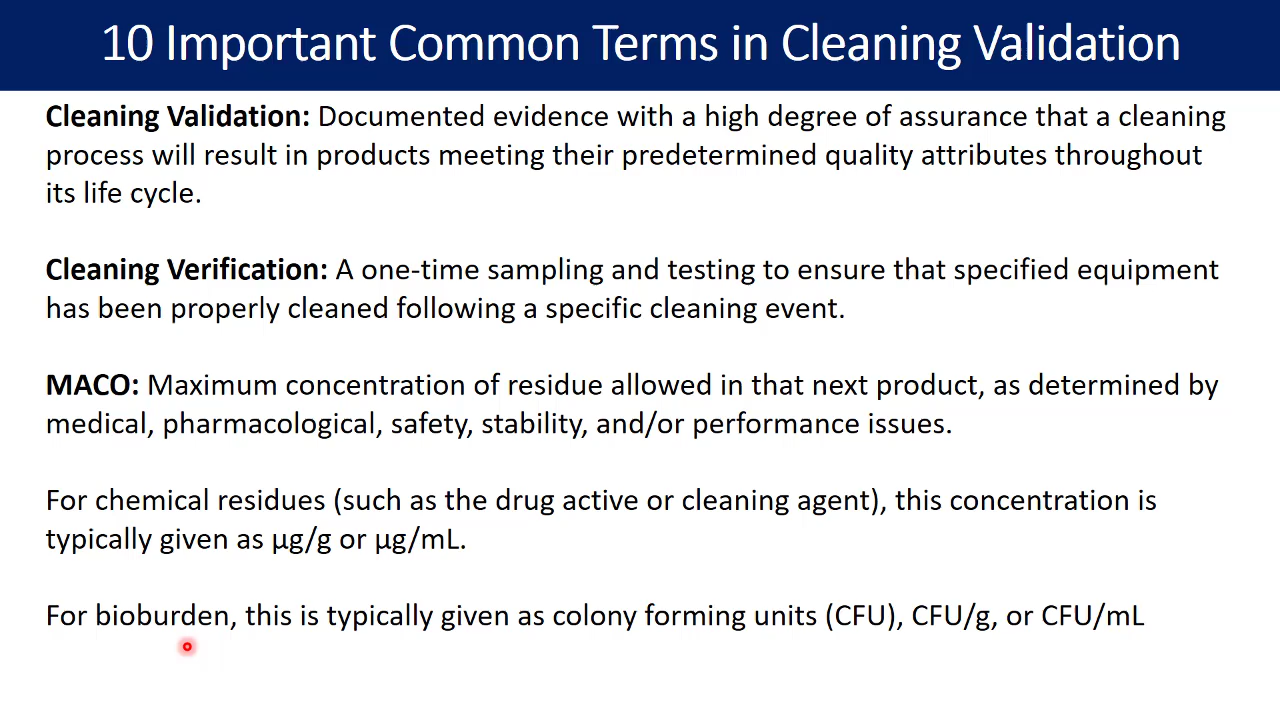 10 Important Common Terms in Cleaning Validation
Cleaning Validation: Documented evidence with a high degree of assurance that a cleaning
process will result in products meeting their predetermined quality attributes throughout
its life cycle.
Cleaning Verification: A one-time sampling and testing to ensure that specified equipment
has been properly cleaned following a specific cleaning event.
MACO: Maximum concentration of residue allowed in that next product, as determined by
medical, pharmacological, safety, stability, and/or performance issues.
For chemical residues (such as the drug active or cleaning agent), this concentration is
typically given as µg/g or µg/mL.
For bioburden, this is typically given as colony forming units (CFU), CFU/g, or CFU/mL